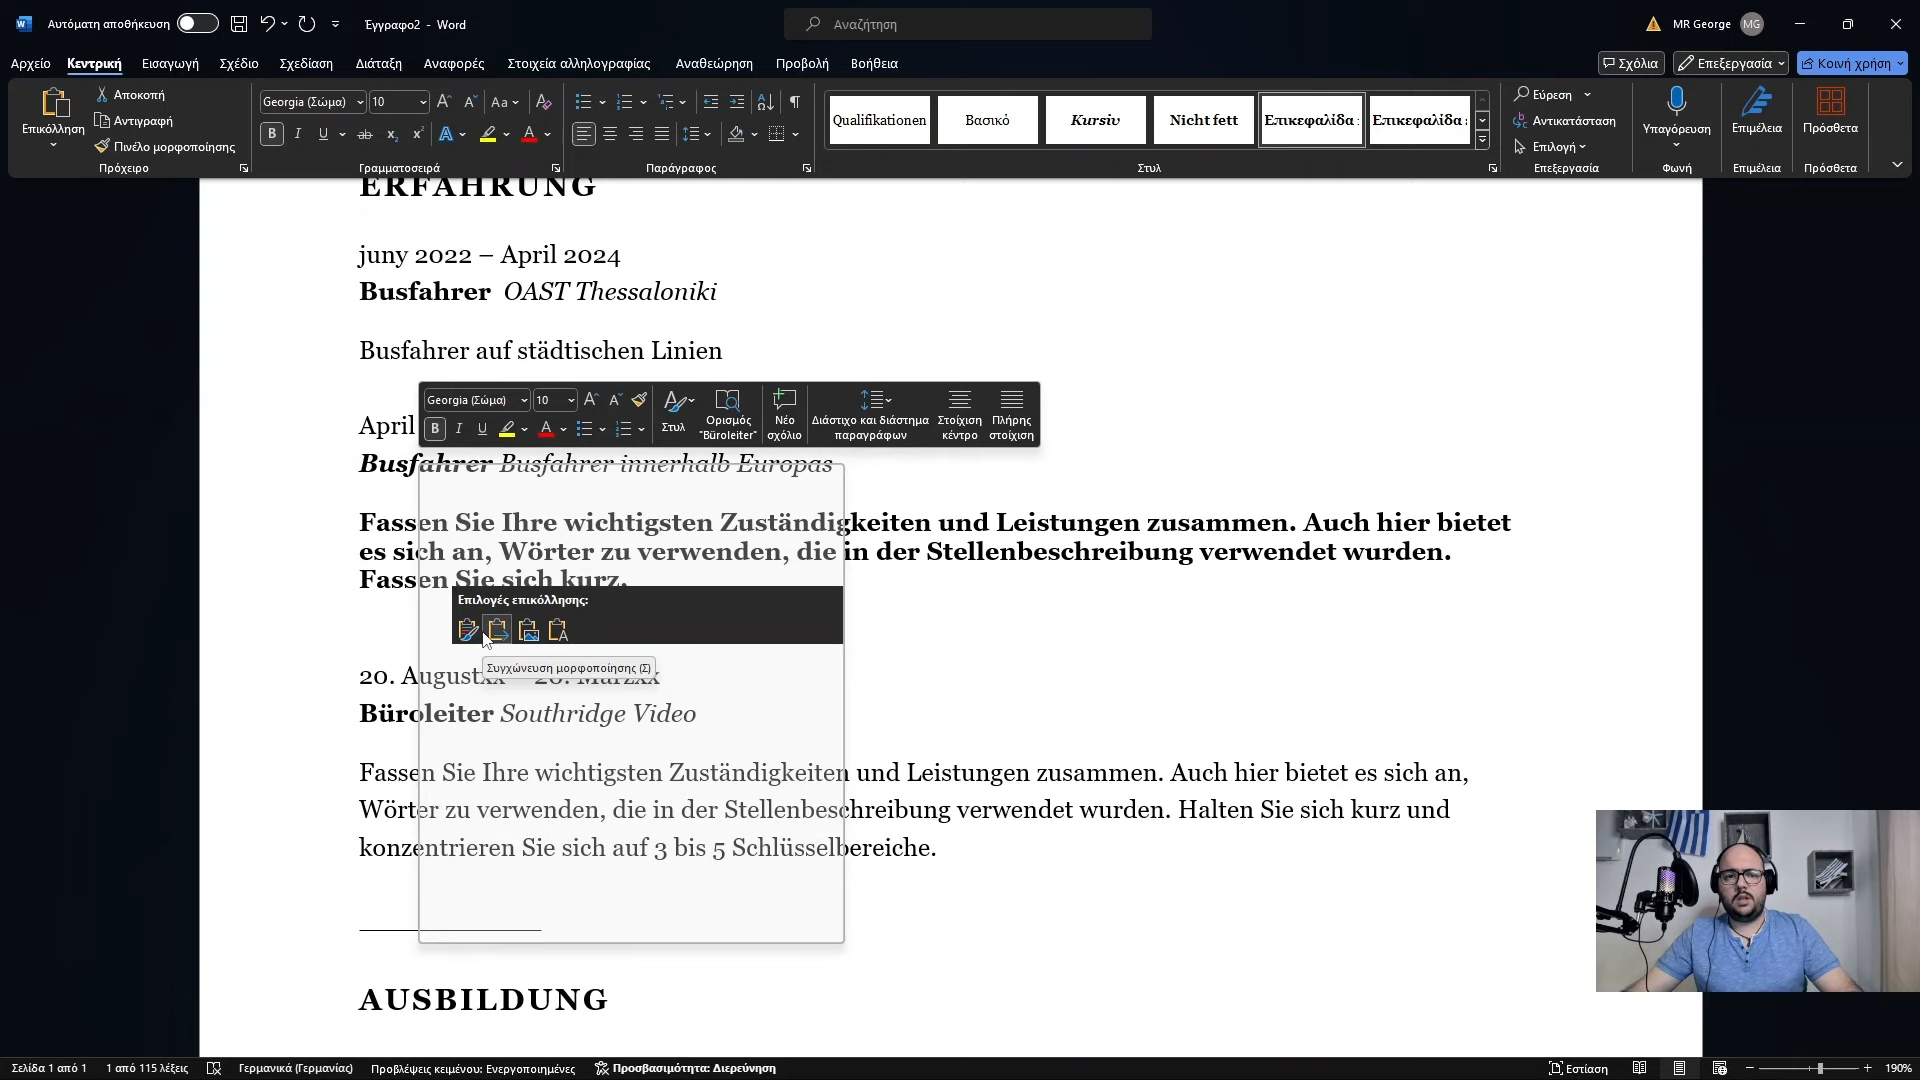 Αυτόματη αποθήκευση
Έγγραφο2 - Word
Αναζήτηση
MR George
MG
Αρχείο Κεντρική Εισαγωγή Σχέδιο Σχεδίαση Διάταξη Αναφορές Στοιχεία αλληλογραφίας Αναθεώρηση Προβολή Βοήθεια
Σχόλια
Επεξεργασία
Κοινή χρήση
Επικόλληση
Αποκοπή
Αντιγραφή
Πινέλο μορφοποίησης
Πρόχειρο
Georgia (Σώμα) 10
Γραμματοσειρά
Παράγραφος
Qualifikationen Βασικό Kursiv Nicht fett Επικεφαλίδα : Επικεφαλίδα :
Στυλ
Εύρεση
Αντικατάσταση
Επιλογή
Επεξεργασία
Υπαγόρευση
Φωνή
Επιμέλεια
Επιμέλεια
Πρόσθετα
Πρόσθετα
ERFAHRUNG
juny 2022 – April 2024
Busfahrer OAST Thessaloniki
Busfahrer auf städtischen Linien
Georgia (Σώμα) 10
Στυλ
Ορισμός "Büroleiter"
Νέο σχόλιο
Διάστιχο και διάστημα παραγράφων
Στοίχιση κέντρο
Πλήρης στοίχιση
April
Busfahrer Busfahrer innerhalb Europas
Fassen Sie Ihre wichtigsten Zuständigkeiten und Leistungen zusammen. Auch hier bietet
es sich an, Wörter zu verwenden, die in der Stellenbeschreibung verwendet wurden.
Fassen Sie sich kurz.
Επιλογές επικόλλησης:
Συγχώνευση μορφοποίησης (Σ)
20. Augustxx – 20. Märzxx
Büroleiter Southridge Video
Fassen Sie Ihre wichtigsten Zuständigkeiten und Leistungen zusammen. Auch hier bietet es sich an,
Wörter zu verwenden, die in der Stellenbeschreibung verwendet wurden. Halten Sie sich kurz und
konzentrieren Sie sich auf 3 bis 5 Schlüsselbereiche.
AUSBILDUNG
Σελίδα 1 από 1 1 από 115 λέξεις Γερμανικά (Γερμανίας) Προβλέψεις κειμένου: Ενεργοποιημένες Προσβασιμότητα: Διερεύνηση
Εστίαση
190%